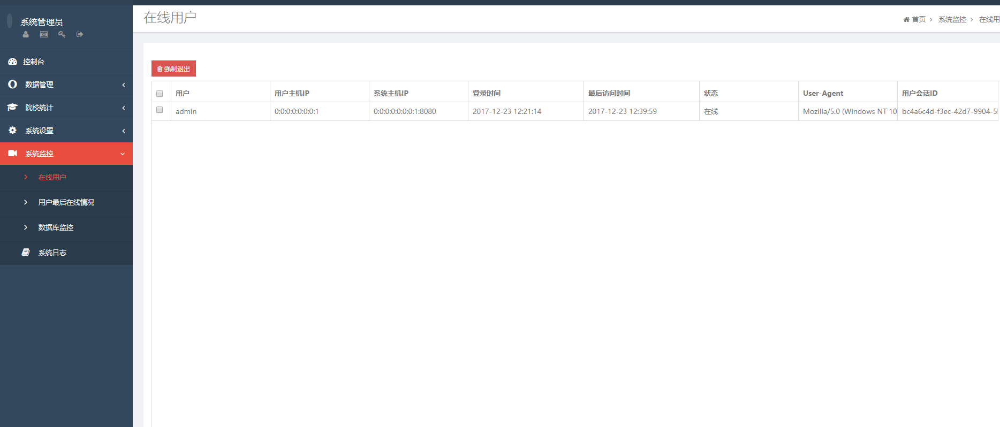 系统管理员
控制台
数据管理
院校统计
系统设置
系统监控
在线用户
用户最后在线情况
数据库监控
系统日志
在线用户
首页 系统监控 在线用
强制退出
用户 用户主机IP 系统主机IP 登录时间 最后访问时间 状态 User-Agent 用户会话ID
admin 0:0:0:0:0:0:0:1 0:0:0:0:0:0:0:1:8080 2017-12-23 12:21:14 2017-12-23 12:39:59 在线 Mozilla/5.0 (Windows NT 10 bc4a6c4d-f3ec-42d7-9904-5